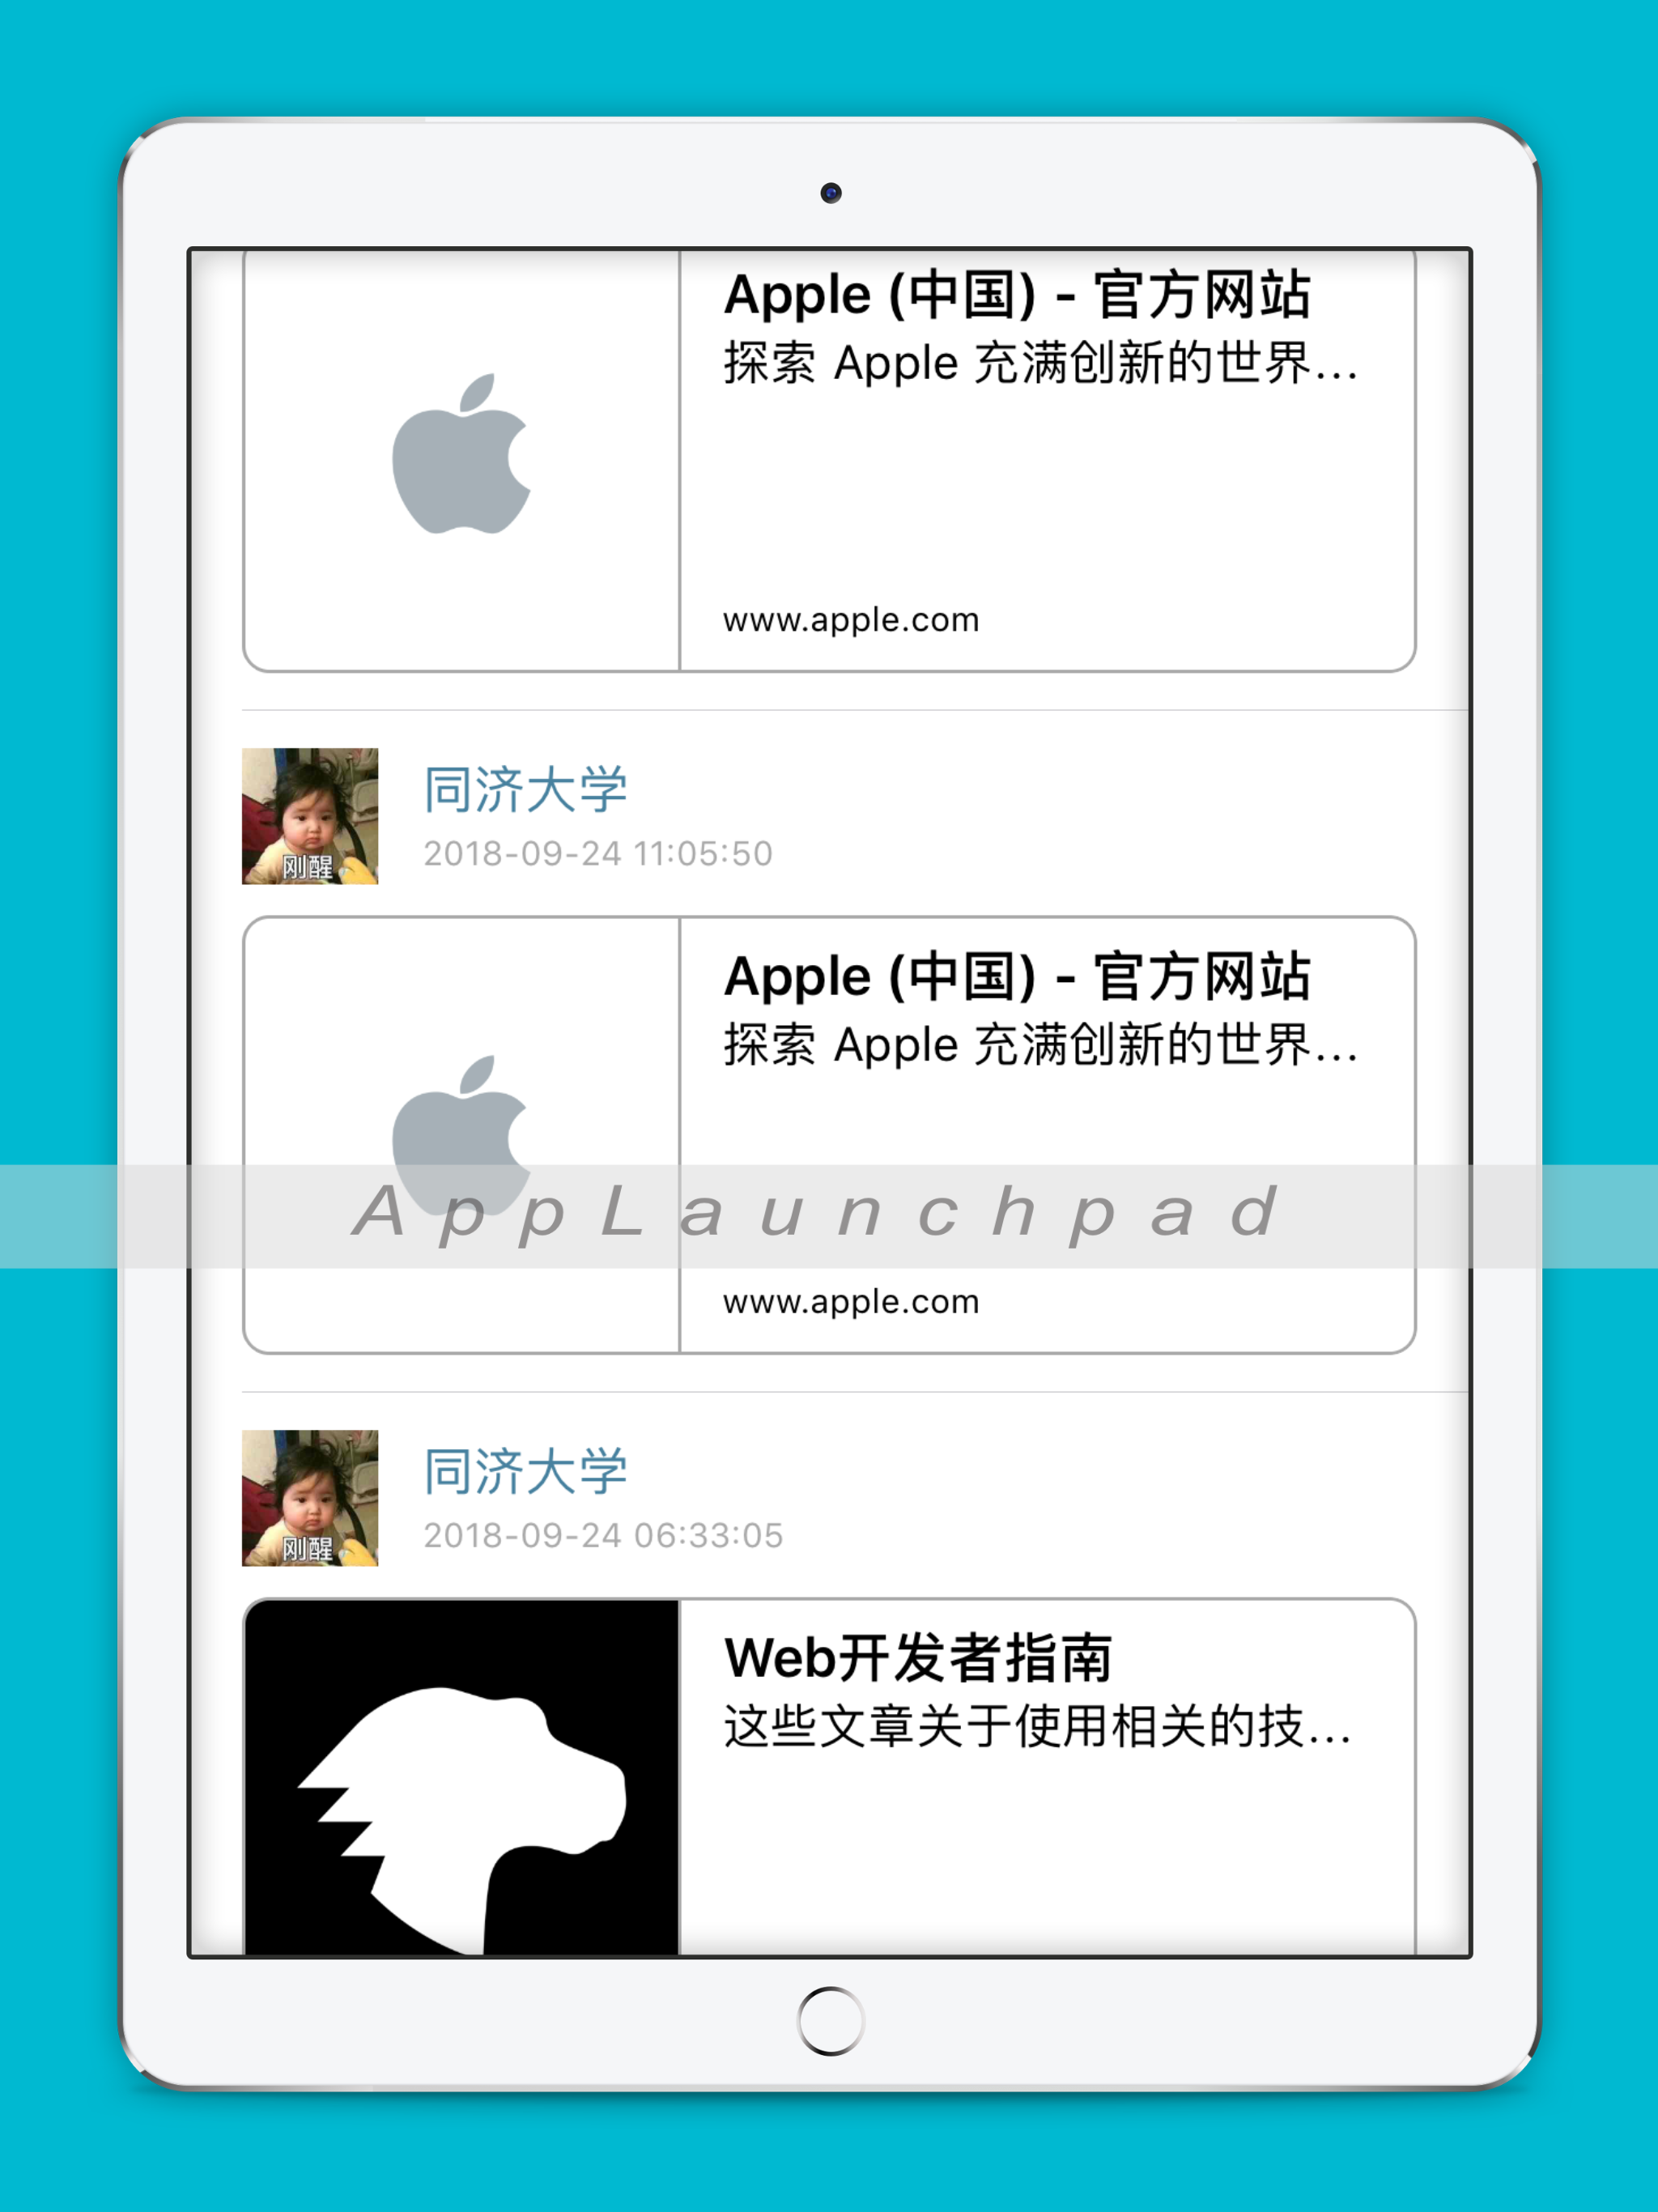 Apple (中国) - 官方网站
探索 Apple 充满创新的世界...
www.apple.com
同济大学
2018-09-24 11:05:50
刚醒
Apple (中国) - 官方网站
探索 Apple 充满创新的世界...
AppLaunchpad
www.apple.com
同济大学
2018-09-24 06:33:05
刚醒
Web开发者指南
这些文章关于使用相关的技...